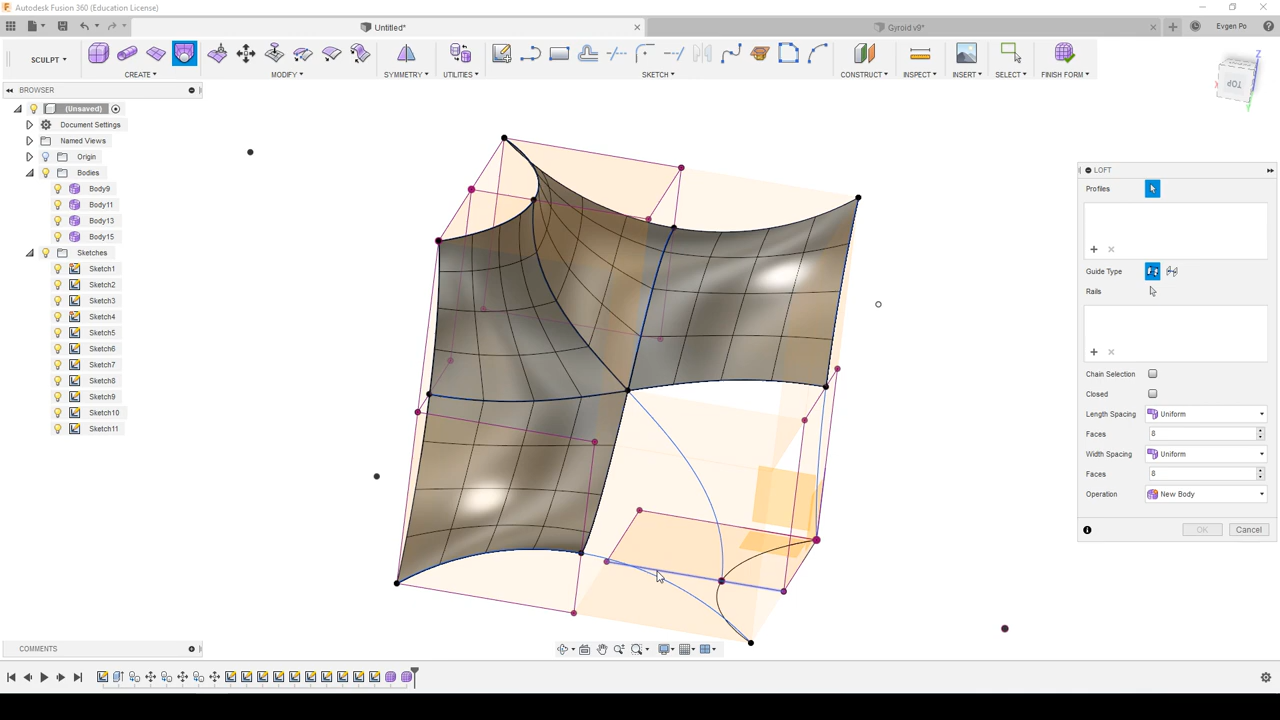 Autodesk Fusion 360 (Education License)
Untitled*
Gyroid v9*
Evgen Po
SCULPT
CREATE
MODIFY
SYMMETRY
UTILITIES
SKETCH
CONSTRUCT
INSPECT
INSERT
SELECT
FINISH FORM
BROWSER
(Unsaved)
Document Settings
Named Views
Origin
Bodies
Body9
Body11
Body13
Body15
Sketches
Sketch1
Sketch2
Sketch3
Sketch4
Sketch5
Sketch6
Sketch7
Sketch8
Sketch9
Sketch10
Sketch11
Z
TOP
X
Y
LOFT
Profiles
Guide Type
Rails
Chain Selection
Closed
Length Spacing Uniform
Faces 8
Width Spacing Uniform
Faces 8
Operation New Body
OK Cancel
COMMENTS